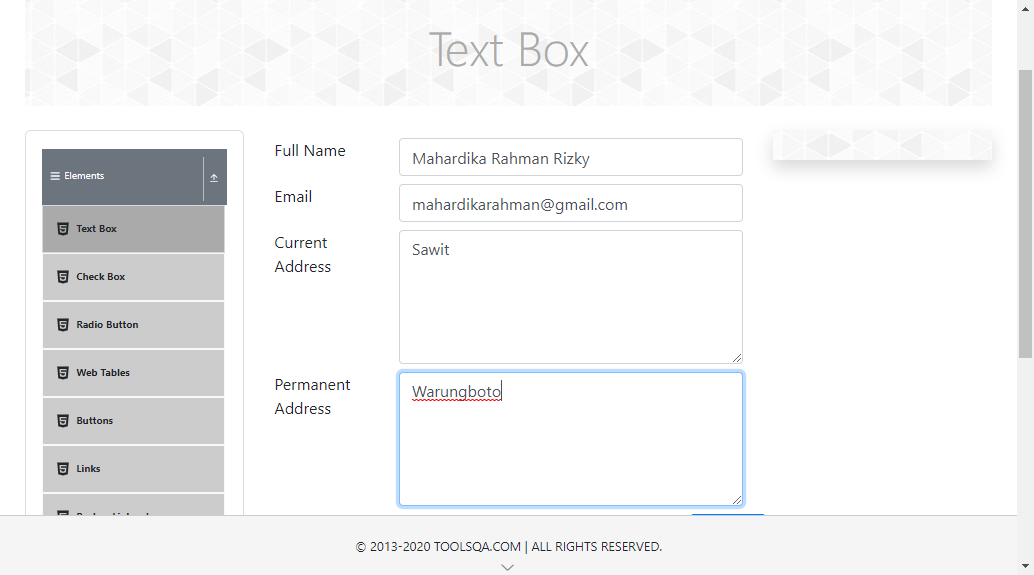 Text Box
Elements
Text Box
Check Box
Radio Button
Web Tables
Buttons
Links
Full Name
Mahardika Rahman Rizky
Email
mahardikarahman@gmail.com
Current
Address
Sawit
Permanent
Address
Warungboto
© 2013-2020 TOOLSQA.COM | ALL RIGHTS RESERVED.